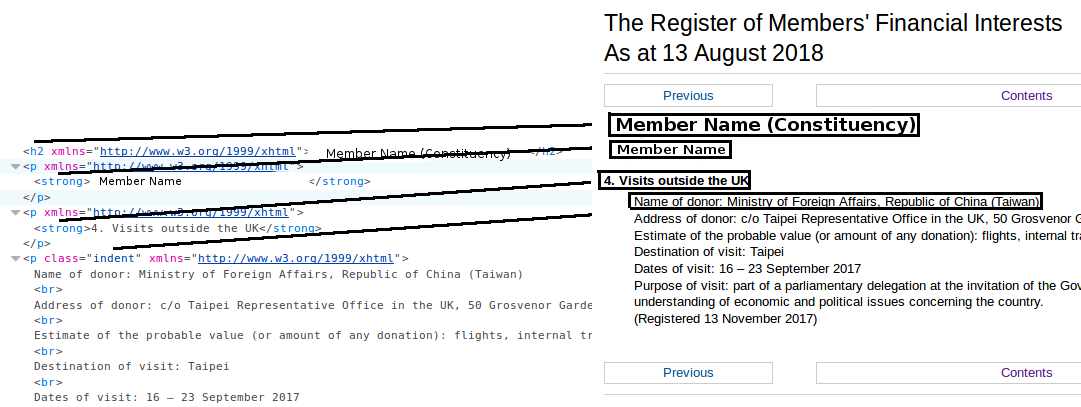 <h2 xmlns="http://www.w3.org/1999/xhtml"> Member Name (Constituency) </h2>
<p xmlns="http://www.w3.org/1999/xhtml">
<strong> Member Name </strong>
</p>
<p xmlns="http://www.w3.org/1999/xhtml">
<strong>4. Visits outside the UK</strong>
</p>
<p class="indent" xmlns="http://www.w3.org/1999/xhtml">
Name of donor: Ministry of Foreign Affairs, Republic of China (Taiwan)
<br>
Address of donor: c/o Taipei Representative Office in the UK, 50 Grosvenor Garde
<br>
Estimate of the probable value (or amount of any donation): flights, internal tr
<br>
Destination of visit: Taipei
<br>
Dates of visit: 16 – 23 September 2017
The Register of Members' Financial Interests
As at 13 August 2018
Previous Contents
Member Name (Constituency)
Member Name
4. Visits outside the UK
Name of donor: Ministry of Foreign Affairs, Republic of China (Taiwan)
Address of donor: c/o Taipei Representative Office in the UK, 50 Grosvenor G
Estimate of the probable value (or amount of any donation): flights, internal tra
Destination of visit: Taipei
Dates of visit: 16 – 23 September 2017
Purpose of visit: part of a parliamentary delegation at the invitation of the Gov
understanding of economic and political issues concerning the country.
(Registered 13 November 2017)
Previous Contents